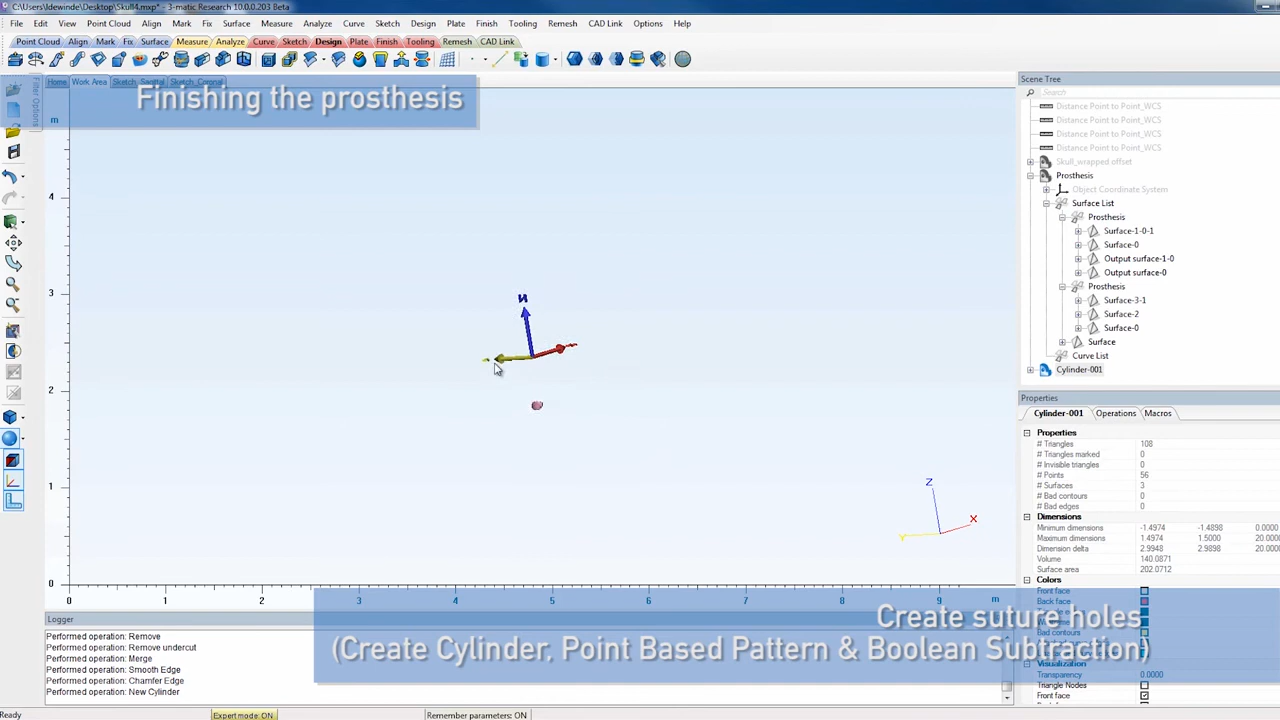 C:\Users\ldewinde\Desktop\Skull4.mxp* - 3-matic Research 10.0.0.203 Beta
File Edit View Point Cloud Align Mark Fix Surface Measure Analyze Curve Sketch Design Plate Finish Tooling Remesh CAD Link Options Help
Point Cloud Align Mark Fix Surface Measure Analyze Curve Sketch Design Plate Finish Tooling Remesh CAD Link
Home Work Area Sketch_Sagittal Sketch_Coronal
Finishing the prosthesis
Filter Options
m
4
3
2
1
0
0 1 2 3 4 5 6 7 8 9 m
Z
X
Y
Scene Tree
Search
Distance Point to Point_WCS
Distance Point to Point_WCS
Distance Point to Point_WCS
Distance Point to Point_WCS
Skull_wrapped offset
Prosthesis
Object Coordinate System
Surface List
Prosthesis
Surface-1-0-1
Surface-0
Output surface-1-0
Output surface-0
Prosthesis
Surface-3-1
Surface-2
Surface-0
Surface
Curve List
Cylinder-001
Properties
Cylinder-001 Operations Macros
Properties
# Triangles 108
# Triangles marked 0
# Invisible triangles 0
# Points 56
# Surfaces 3
# Bad contours 0
# Bad edges 0
Dimensions
Minimum dimensions -1.4974 -1.4898 0.0000
Maximum dimensions 1.4974 1.5000 20.0000
Dimension delta 2.9948 2.9898 20.0000
Volume 140.0871
Surface area 202.0712
Colors
Front face
Back face
Bad contours
Visualization
Transparency 0.0000
Triangle Nodes
Front face
Logger
Performed operation: Remove
Performed operation: Remove undercut
Performed operation: Merge
Performed operation: Smooth Edge
Performed operation: Chamfer Edge
Performed operation: New Cylinder
Create suture holes
(Create Cylinder, Point Based Pattern & Boolean Subtraction)
Ready Expert mode: ON Remember parameters: ON